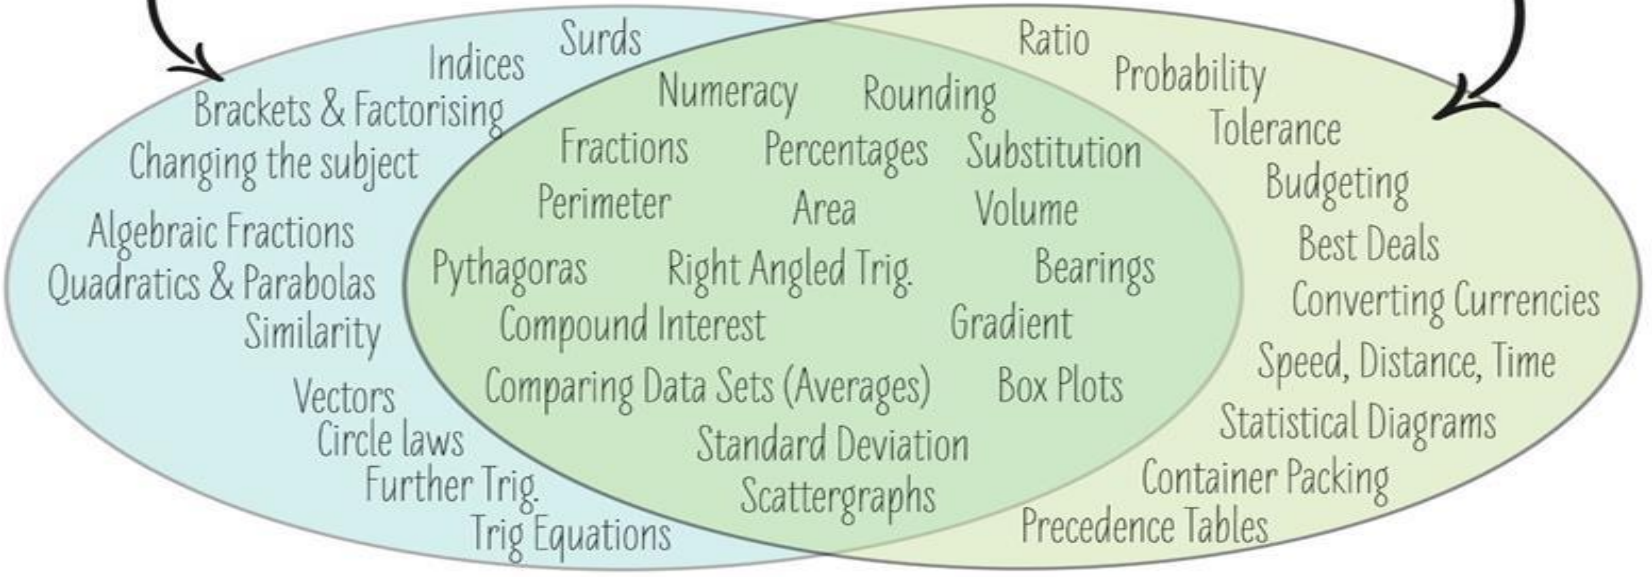 Surds
Indices
Brackets & Factorising
Changing the subject
Algebraic Fractions
Quadratics & Parabolas
Similarity
Vectors
Circle laws
Further Trig.
Trig Equations
Numeracy Rounding
Fractions Percentages Substitution
Perimeter Area Volume
Pythagoras Right Angled Trig. Bearings
Compound Interest Gradient
Comparing Data Sets (Averages) Box Plots
Standard Deviation
Scattergraphs
Ratio
Probability
Tolerance
Budgeting
Best Deals
Converting Currencies
Speed, Distance, Time
Statistical Diagrams
Container Packing
Precedence Tables